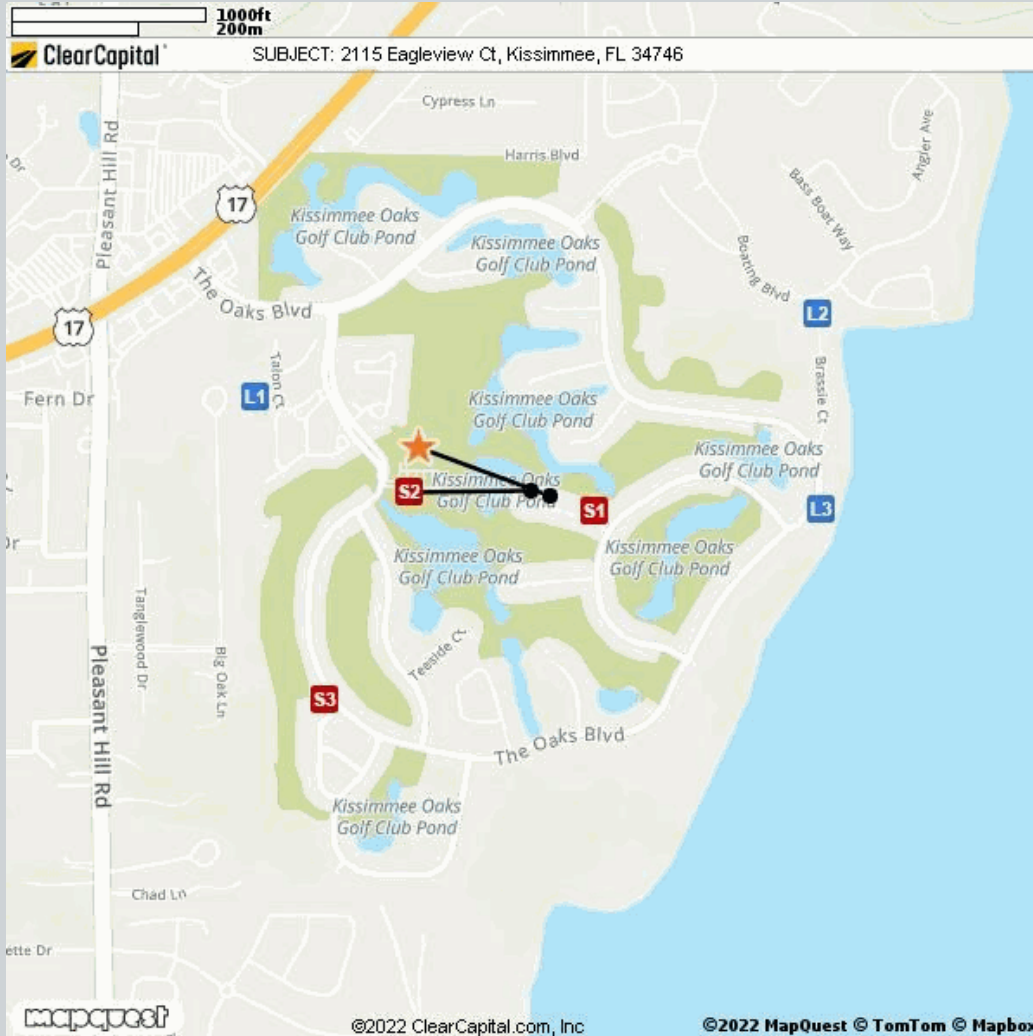 1000ft
200m
ClearCapital
SUBJECT: 2115 Eagleview Ct, Kissimmee, FL 34746
Cypress Ln
Angler Ave
Pleasant Hill Rd
Dr
Harris Blvd
17
Bass Boat Way
Kissimmee Oaks
Golf Club Pond
Kissimmee Oaks
Golf Club Pond
Boating Blvd
The Oaks Blvd
L2
17
Talon Ct
Brassie Ct
L1
Fern Dr
Kissimmee Oaks
Golf Club Pond
Kissimmee Oaks
Golf Club Pond
S2
Kissimmee Oaks
Golf Club Pond
S1
L3
Dr
Kissimmee Oaks
Golf Club Pond
Kissimmee Oaks
Golf Club Pond
Tanglewood Dr
Big Oak Ln
Teeside Ct
Pleasant Hill Rd
S3
The Oaks Blvd
Kissimmee Oaks
Golf Club Pond
Chad Ln
ette Dr
mapquest
©2022 ClearCapital.com, Inc
©2022 MapQuest © TomTom © Mapbox